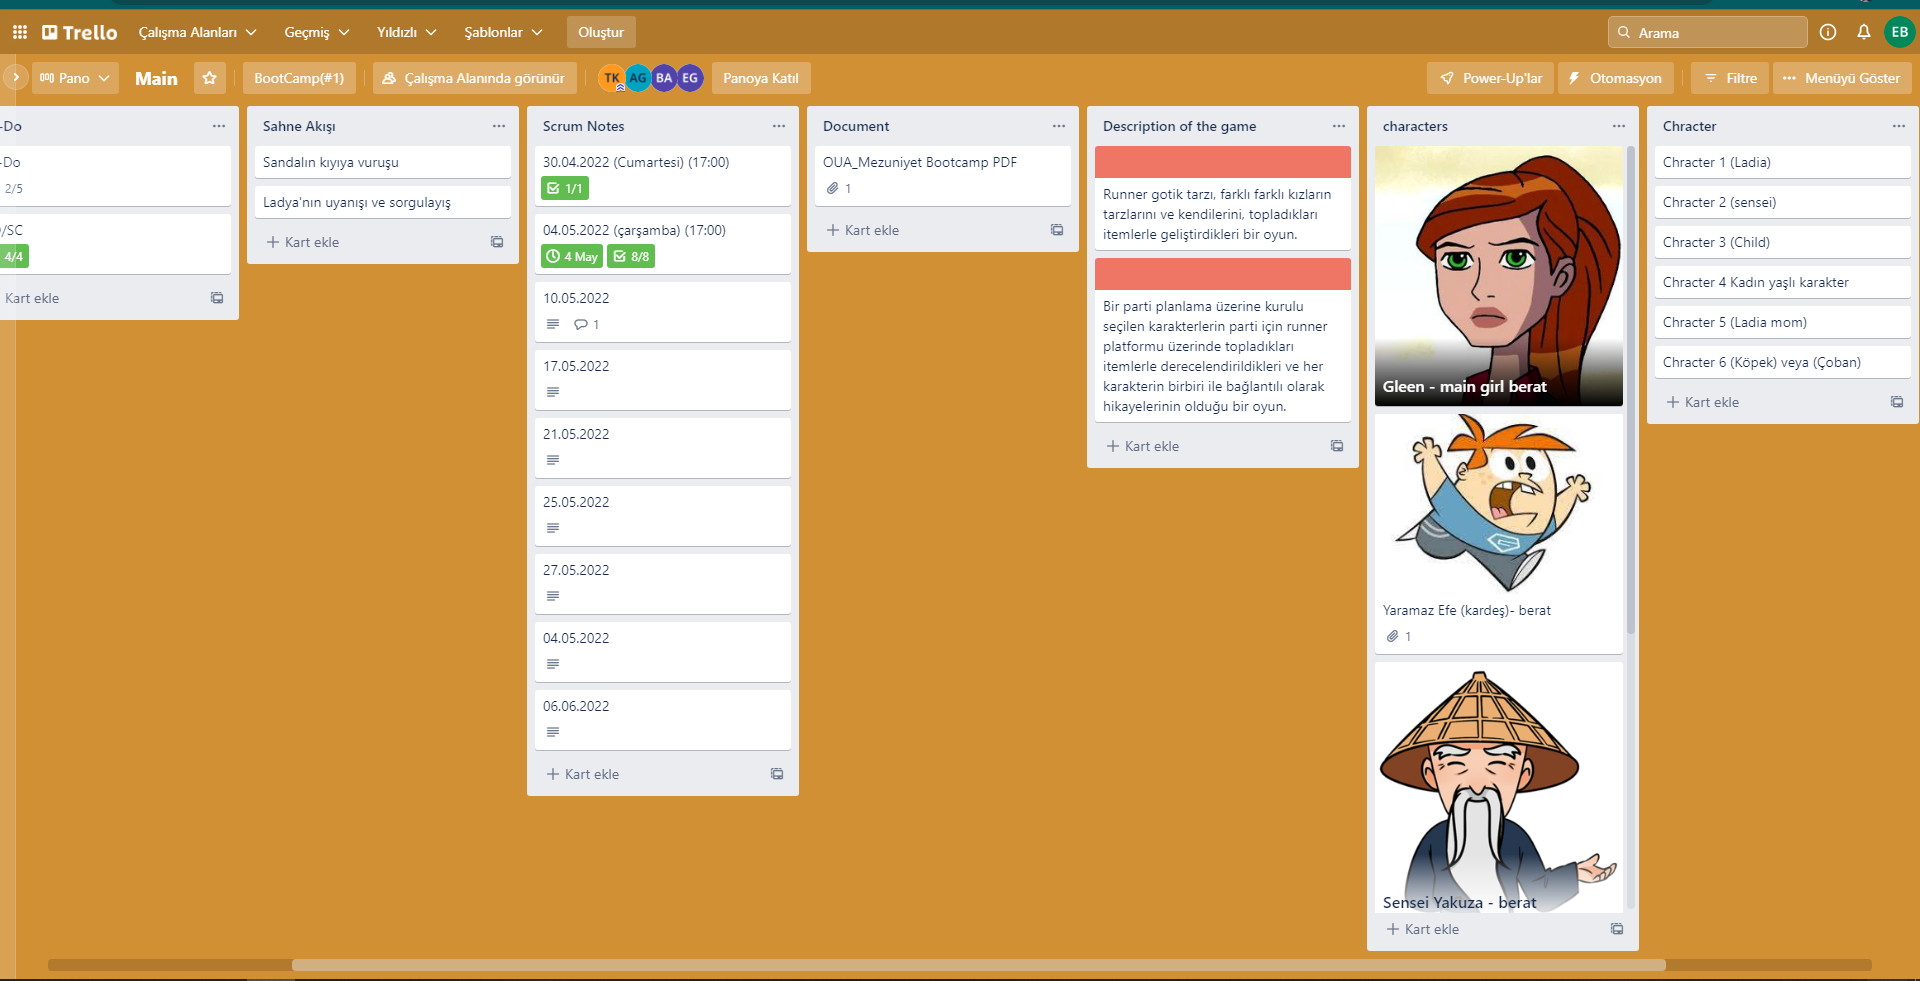 Trello
Çalışma Alanları
Geçmiş
Yıldızlı
Şablonlar
Oluştur
Arama
EB
Pano
Main
BootCamp(#1)
Çalışma Alanında görünür
TK
AG
BA
EG
Panoya Katıl
Power-Up'lar
Otomasyon
Filtre
Menüyü Göster
-Do
-Do
2/5
/SC
4/4
Kart ekle
Sahne Akışı
Sandalın kıyıya vuruşu
Ladya'nın uyanışı ve sorgulayış
Kart ekle
Scrum Notes
30.04.2022 (Cumartesi) (17:00)
1/1
04.05.2022 (çarşamba) (17:00)
4 May
8/8
10.05.2022
1
17.05.2022
21.05.2022
25.05.2022
27.05.2022
04.05.2022
06.06.2022
Kart ekle
Document
OUA_Mezuniyet Bootcamp PDF
1
Kart ekle
Description of the game
Runner gotik tarzı, farklı farklı kızların
tarzlarını ve kendilerini, topladıkları
itemlerle geliştirdikleri bir oyun.
Bir parti planlama üzerine kurulu
seçilen karakterlerin parti için runner
platformu üzerinde topladıkları
itemlerle derecelendirildikleri ve her
karakterin birbiri ile bağlantılı olarak
hikayelerinin olduğu bir oyun.
Kart ekle
characters
Gleen - main girl berat
Yaramaz Efe (kardeş)- berat
1
Sensei Yakuza - berat
Kart ekle
Chracter
Chracter 1 (Ladia)
Chracter 2 (sensei)
Chracter 3 (Child)
Chracter 4 Kadın yaşlı karakter
Chracter 5 (Ladia mom)
Chracter 6 (Köpek) veya (Çoban)
Kart ekle